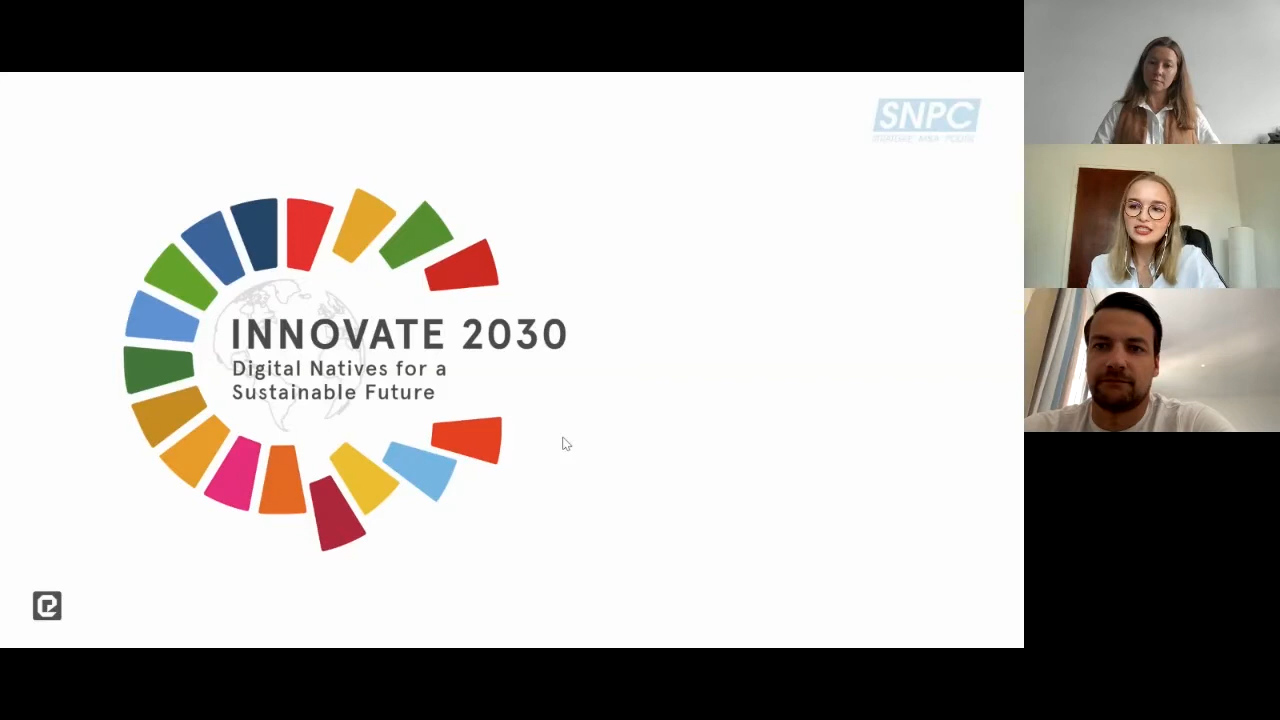 SNPC
INNOVATE 2030
Digital Natives for a
Sustainable Future